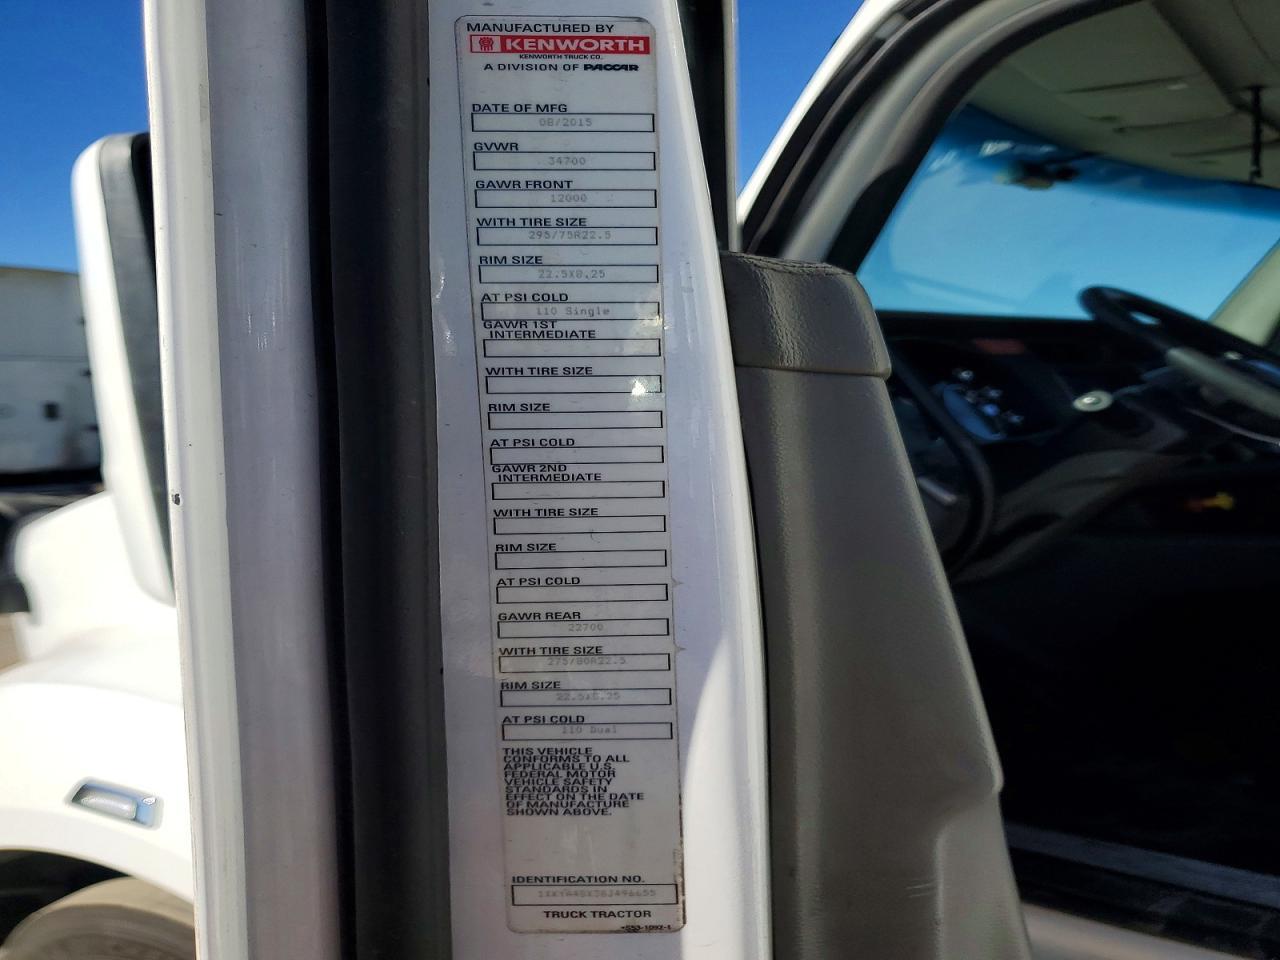 MANUFACTURED BY
KENWORTH
KENWORTH TRUCK CO.
A DIVISION OF PACCAR
DATE OF MFG
08/2015
GVWR
34700
GAWR FRONT
12000
WITH TIRE SIZE
295/75R22.5
RIM SIZE
22.5X8.25
AT PSI COLD
110 Single
GAWR 1ST
INTERMEDIATE
WITH TIRE SIZE
RIM SIZE
AT PSI COLD
GAWR 2ND
INTERMEDIATE
WITH TIRE SIZE
RIM SIZE
AT PSI COLD
GAWR REAR
22700
WITH TIRE SIZE
275/80R22.5
RIM SIZE
22.5X8.25
AT PSI COLD
110 Dual
THIS VEHICLE
CONFORMS TO ALL
APPLICABLE U.S.
FEDERAL MOTOR
VEHICLE SAFETY
STANDARDS IN
EFFECT ON THE DATE
OF MANUFACTURE
SHOWN ABOVE.
IDENTIFICATION NO.
TRUCK TRACTOR